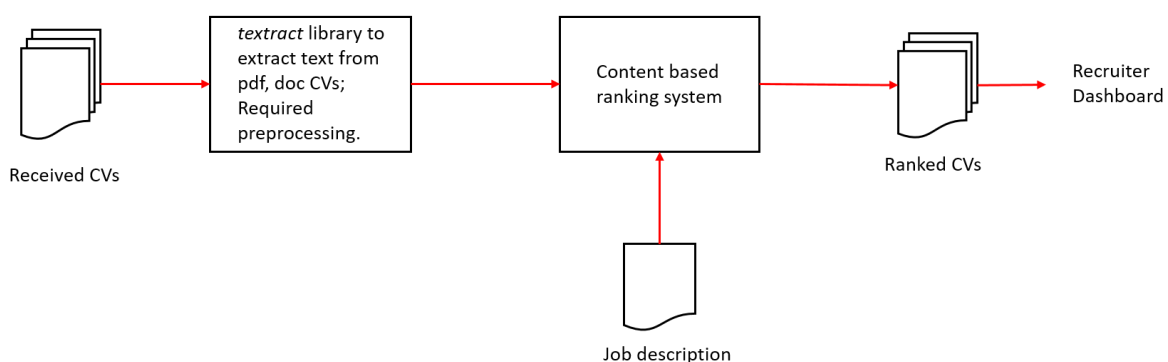 textract library to
extract text from
pdf, doc CVs;
Required
preprocessing.
Content based
ranking system
Recruiter
Dashboard
Received CVs
Ranked CVs
Job description